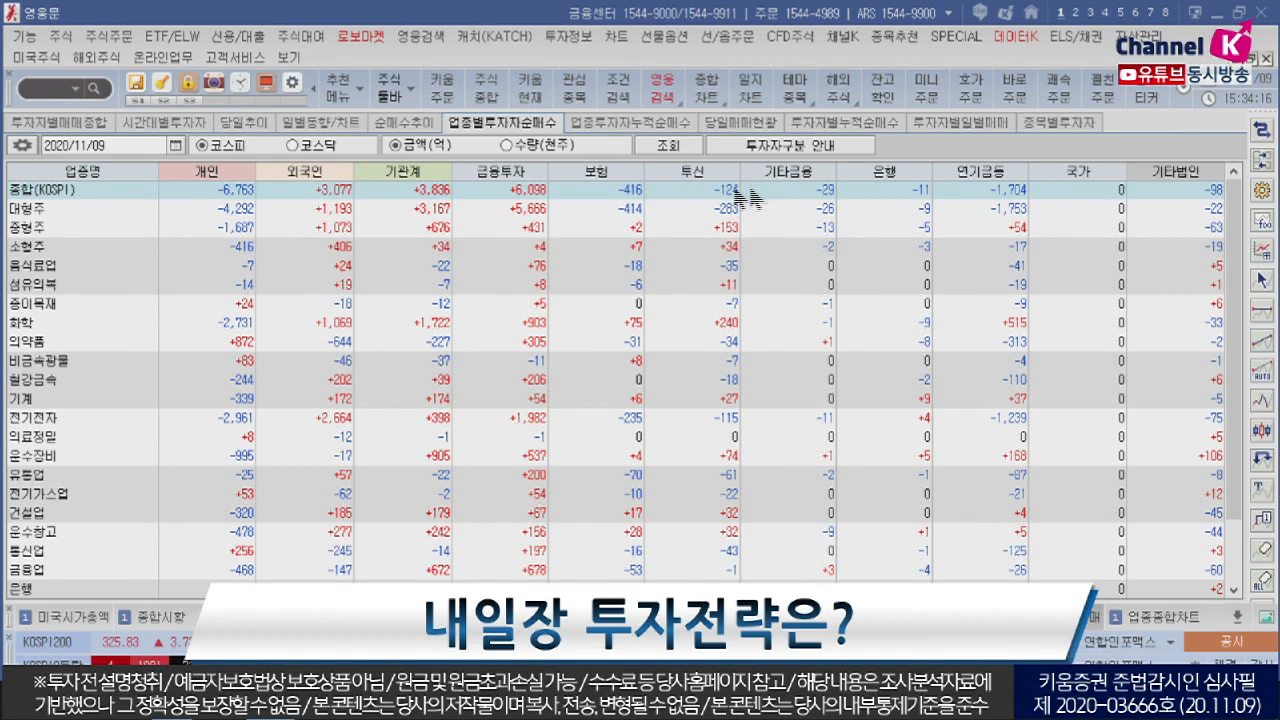 영웅문 금융센터 1544-9000/1544-9911 | 주문 1544-4989 | ARS 1544-9900 1 2 3 4 5 6 7 8
기능 주식 주식주문 ETF/ELW 신용/대출 주식대여 로보마켓 영웅검색 캐치(KATCH) 투자정보 차트 선물옵션 선/옵주문 CFD주식 채널K 종목추천 SPECIAL 데이터K ELS/채권 자산관리
미국주식 해외주식 온라인업무 고객서비스 보기
Channel K
유튜브동시방송
추천 주식 키움 주식 키움 관심 조건 영웅 종합 일지 테마 해외 잔고 미니 호가 바로 쾌속 필친 /09
메뉴 툴바 주문 종합 현재 종목 검색 검색 차트 차트 종목 주식 확인 주문 주문 주문 주문 주문 티커 15:34:16
S1 S2 S3
투자자별매매종합 시간대별투자자 당일추이 일별동향/차트 순매수추이 업종별투자자순매수 업종투자자누적순매수 당일매매현황 투자자별누적순매수 투자자별일별매매 종목별투자자
2020/11/09 코스피 코스닥 금액(억) 수량(천주) 조회 투자자구분 안내
업종명 개인 외국인 기관계 금융투자 보험 투신 기타금융 은행 연기금등 국가 기타법인
종합(KOSPI) -6,763 +3,077 +3,836 +6,098 -416 -124 -29 -11 -1,704 0 -98
대형주 -4,292 +1,193 +3,167 +5,666 -414 -283 -26 -9 -1,753 0 -22
중형주 -1,687 +1,073 +676 +431 +2 +153 -13 -5 +54 0 -63
소형주 -416 +406 +34 +4 +7 +34 -2 -3 -17 0 -19
음식료업 -7 +24 -22 +76 -18 -35 0 0 -41 0 +5
섬유의복 -14 +19 -7 +8 -6 +11 0 0 -19 0 +1
종이목재 +24 -18 -12 +5 0 -7 -1 0 -9 0 +6
화학 -2,731 +1,069 +1,722 +903 +75 +240 -1 -9 +515 0 -33
의약품 +872 -644 -227 +305 -31 -34 +1 -8 -313 0 -2
비금속광물 +83 -46 -37 -11 +8 -7 0 0 -4 0 -1
철강금속 -244 +202 +39 +206 0 -18 0 -2 -110 0 +6
기계 -339 +172 +174 +54 +6 +27 0 +9 +37 0 -5
전기전자 -2,961 +2,664 +398 +1,982 -235 -115 -11 +4 -1,239 0 -75
의료정밀 +8 -12 -1 -1 0 0 0 0 0 0 +5
운수장비 -995 -17 +905 +537 +4 +74 +1 +5 +168 0 +106
유통업 -25 +57 -22 +200 -70 -61 -2 -1 -87 0 -8
전기가스업 +53 -62 -2 +54 -10 -22 0 0 -21 0 +12
건설업 -320 +185 +179 +67 +17 +32 0 0 +4 0 -45
운수창고 -478 +277 +242 +156 +28 +32 -9 +1 +5 0 -44
통신업 +256 -245 -14 +197 -16 -43 0 -1 -125 0 +3
금융업 -468 -147 +672 +678 -53 -1 +3 -4 -26 0 -60
은행 0 +2
내일장 투자전략은?
1 미국시가총액 1 종합시황 1 업종종합차트
KOSPI200 325.83 ▲ 연합인포맥스 공시
※투자 전 설명청취 / 예금자보호법상 보호상품 아님 / 원금 및 원금초과손실 가능 / 수수료 등 당사 홈페이지 참고 / 해당 내용은 조사분석자료에
기반했으나 그 정확성을 보장할 수 없음 / 본 콘텐츠는 당사의 저작물이며 복사, 전송, 변형될 수 없음 / 본 콘텐츠는 당사의 내부통제기준을 준수
키움증권 준법감시인 심사필
제 2020-03666호 (20.11.09)